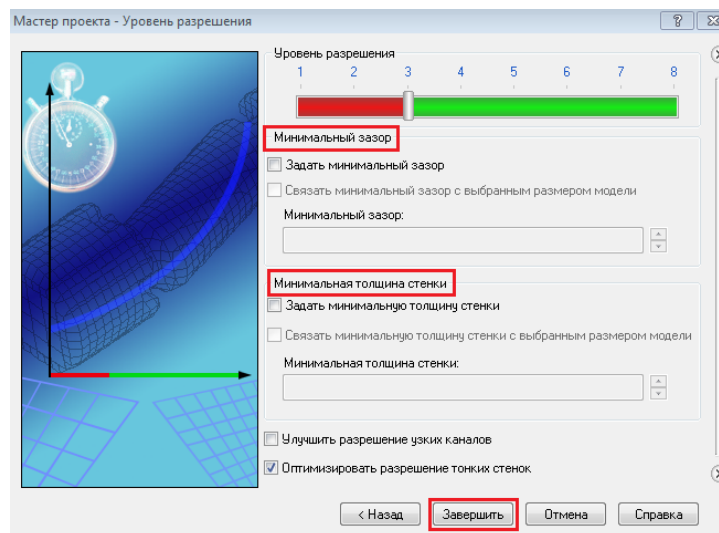 Мастер проекта - Уровень разрешения
Уровень разрешения
1 2 3 4 5 6 7 8
Минимальный зазор
Задать минимальный зазор
Связать минимальный зазор с выбранным размером модели
Минимальный зазор:
Минимальная толщина стенки
Задать минимальную толщину стенки
Связать минимальную толщину стенки с выбранным размером модели
Минимальная толщина стенки:
Улучшить разрешение узких каналов
Оптимизировать разрешение тонких стенок
< Назад Завершить Отмена Справка